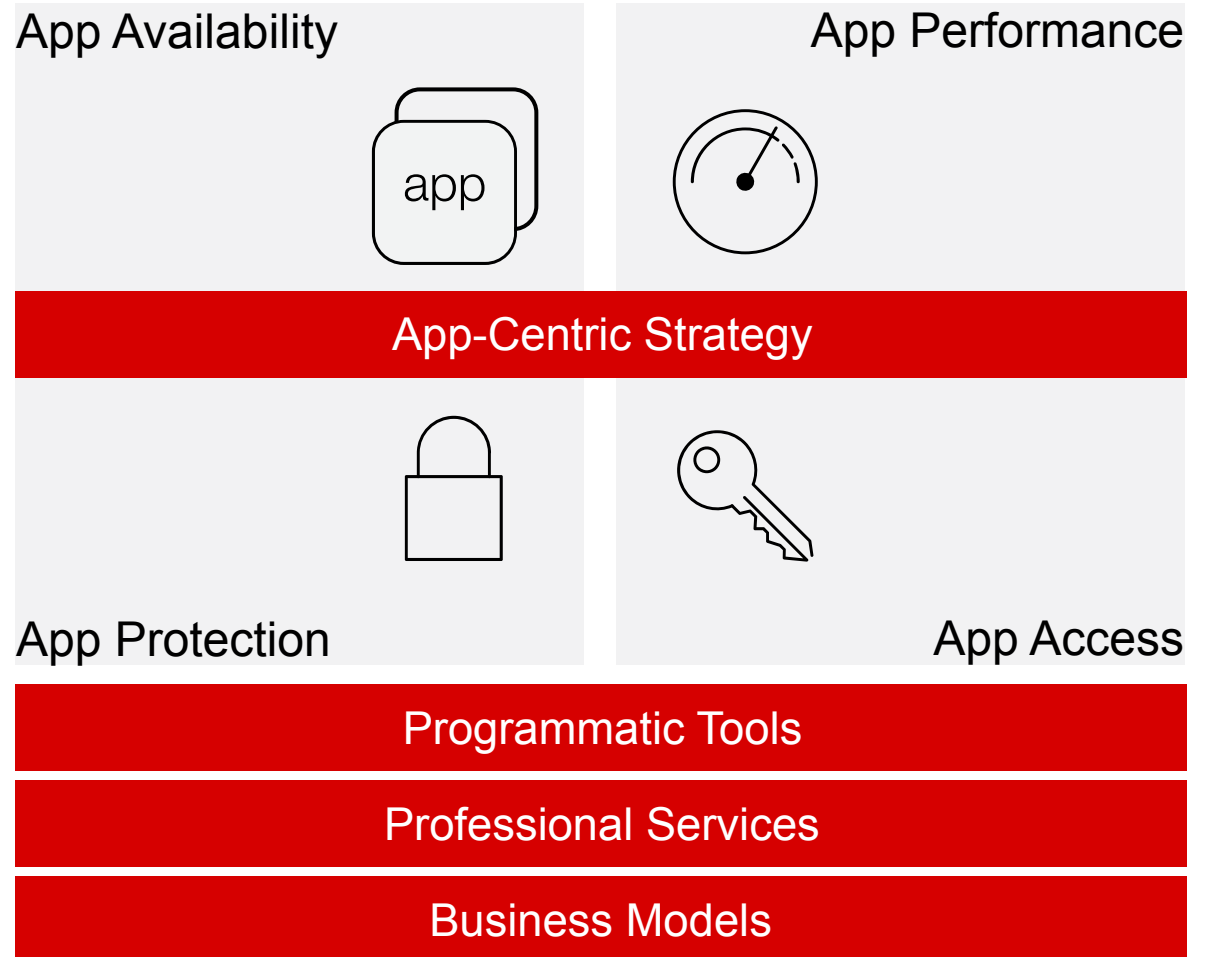 App Availability
App Performance
app
App-Centric Strategy
App Protection
App Access
Programmatic Tools
Professional Services
Business Models